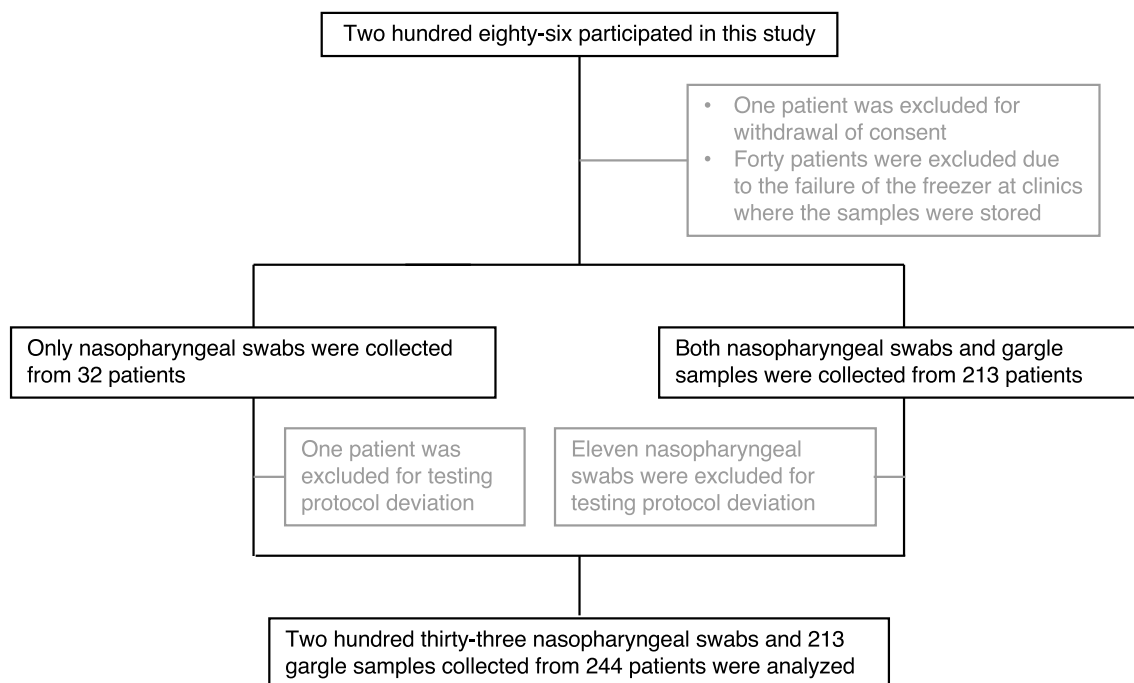 Two hundred eighty-six participated in this study
• One patient was excluded for
withdrawal of consent
• Forty patients were excluded due
to the failure of the freezer at clinics
where the samples were stored
Only nasopharyngeal swabs were collected
from 32 patients
Both nasopharyngeal swabs and gargle
samples were collected from 213 patients
One patient was
excluded for testing
protocol deviation
Eleven nasopharyngeal
swabs were excluded for
testing protocol deviation
Two hundred thirty-three nasopharyngeal swabs and 213
gargle samples collected from 244 patients were analyzed